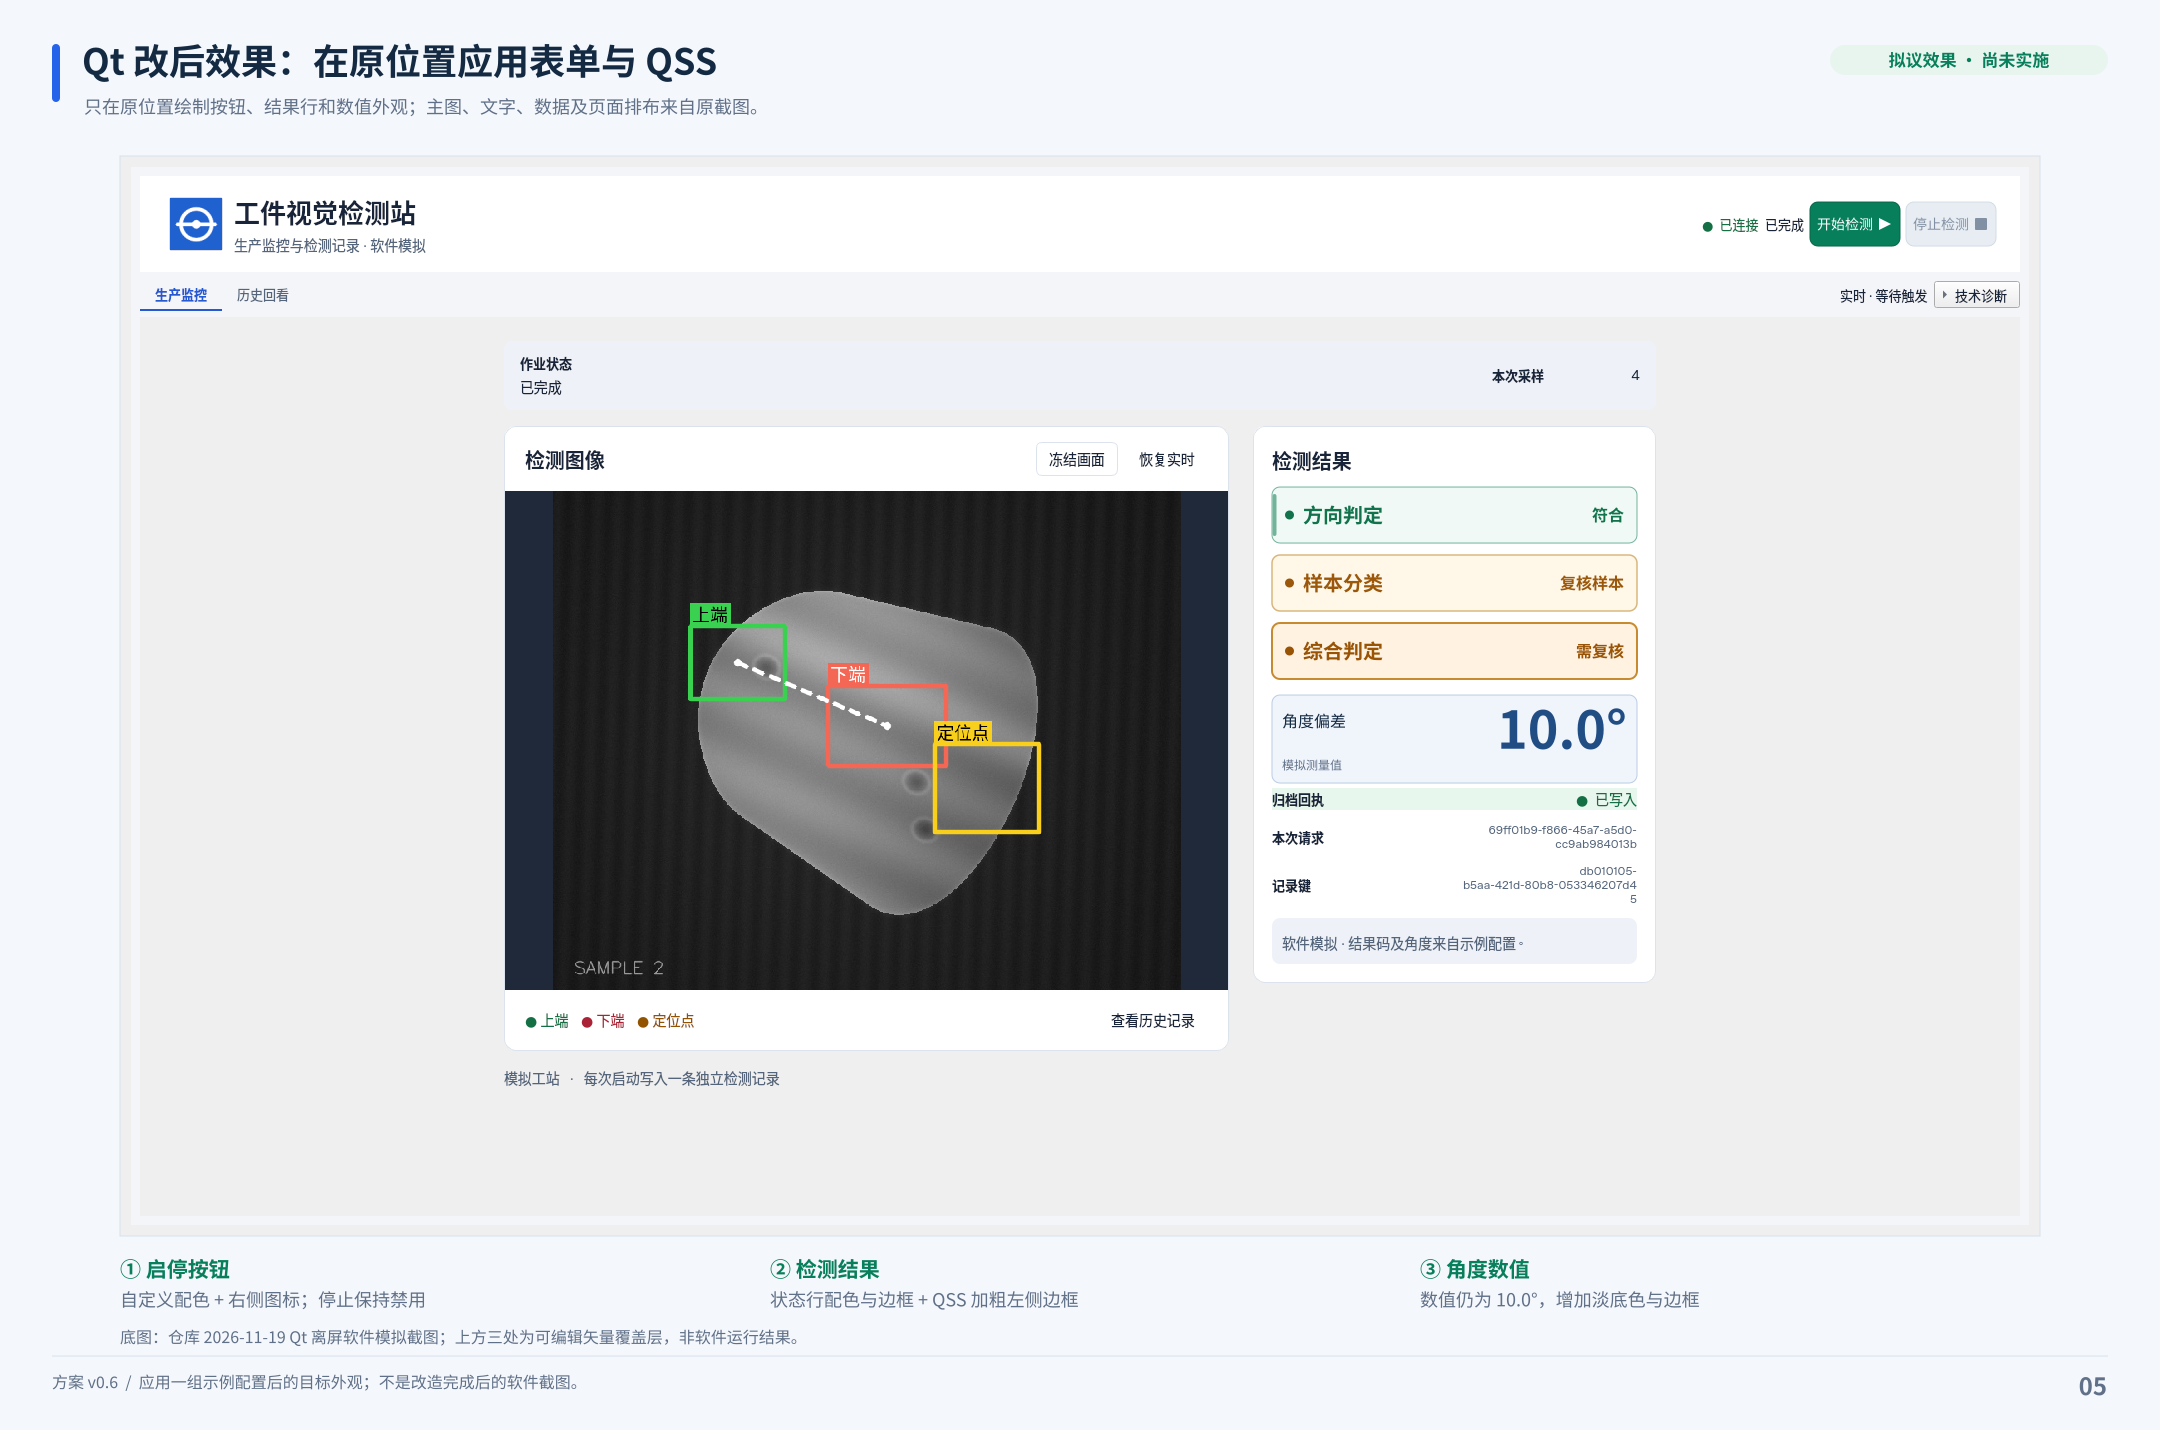 Qt 改后效果：在原位置应用表单与 QSS
拟议效果 • 尚未实施
只在原位置绘制按钮、结果行和数值外观；主图、文字、数据及页面排布来自原截图。
工件视觉检测站
生产监控与检测记录 · 软件模拟
● 已连接 已完成 开始检测 ▶ 停止检测 ■
生产监控 历史回看
实时 · 等待触发 技术诊断
作业状态
已完成
本次采样 4
检测图像
冻结画面 恢复实时
上端
下端
定位点
SAMPLE 2
● 上端 ● 下端 ● 定位点
查看历史记录
模拟工站 · 每次启动写入一条独立检测记录
检测结果
● 方向判定 符合
● 样本分类 复核样本
● 综合判定 需复核
角度偏差 10.0°
模拟测量值
归档回执 ● 已写入
本次请求 69ff01b9-f866-45a7-a5d0-
cc9ab984013b
记录键 db010105-
b5aa-421d-80b8-053346207d4
5
软件模拟 · 结果码及角度来自示例配置。
① 启停按钮
自定义配色 + 右侧图标；停止保持禁用
② 检测结果
状态行配色与边框 + QSS 加粗左侧边框
③ 角度数值
数值仍为 10.0°，增加淡底色与边框
底图：仓库 2026-11-19 Qt 离屏软件模拟截图；上方三处为可编辑矢量覆盖层，非软件运行结果。
方案 v0.6 / 应用一组示例配置后的目标外观；不是改造完成后的软件截图。
05